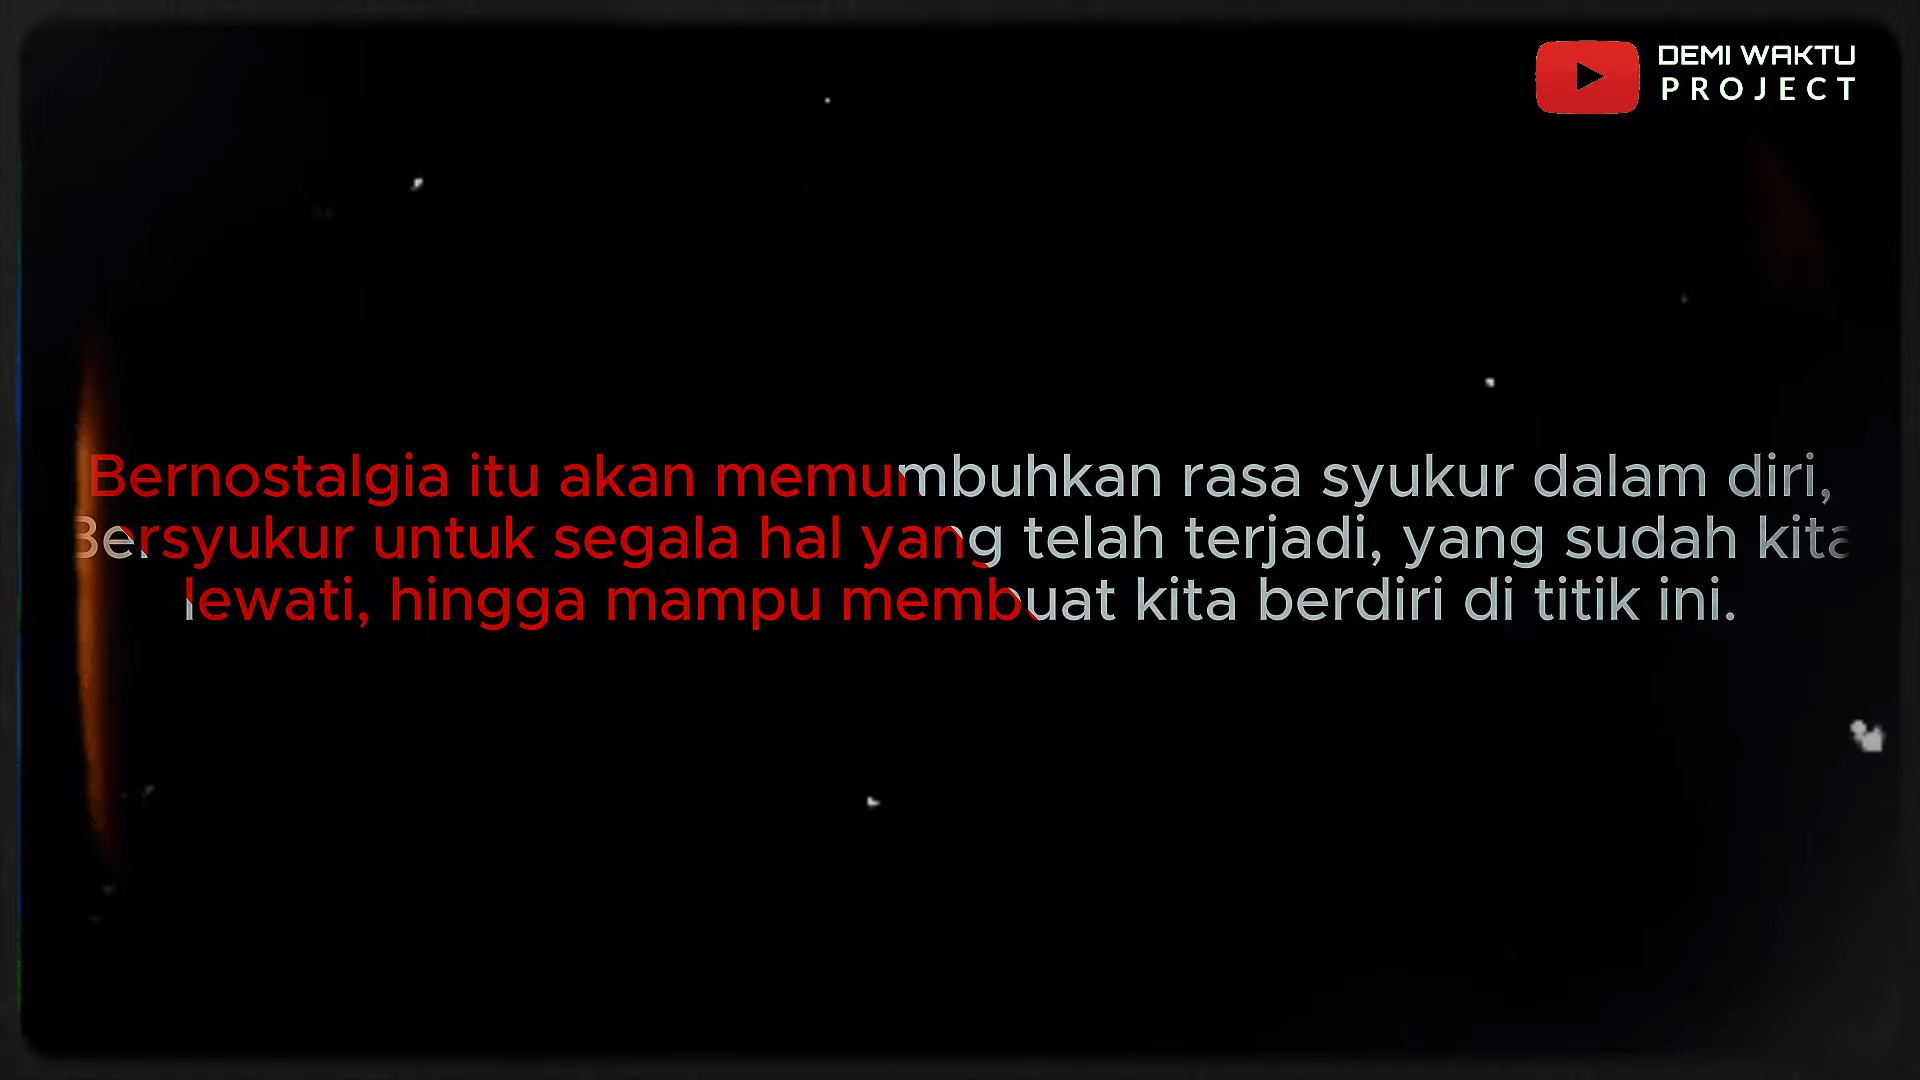 DEMI WAKTU
PROJECT
Bernostalgia itu akan memumbuhkan rasa syukur dalam diri,
Bersyukur untuk segala hal yang telah terjadi, yang sudah kita
lewati, hingga mampu membuat kita berdiri di titik ini.